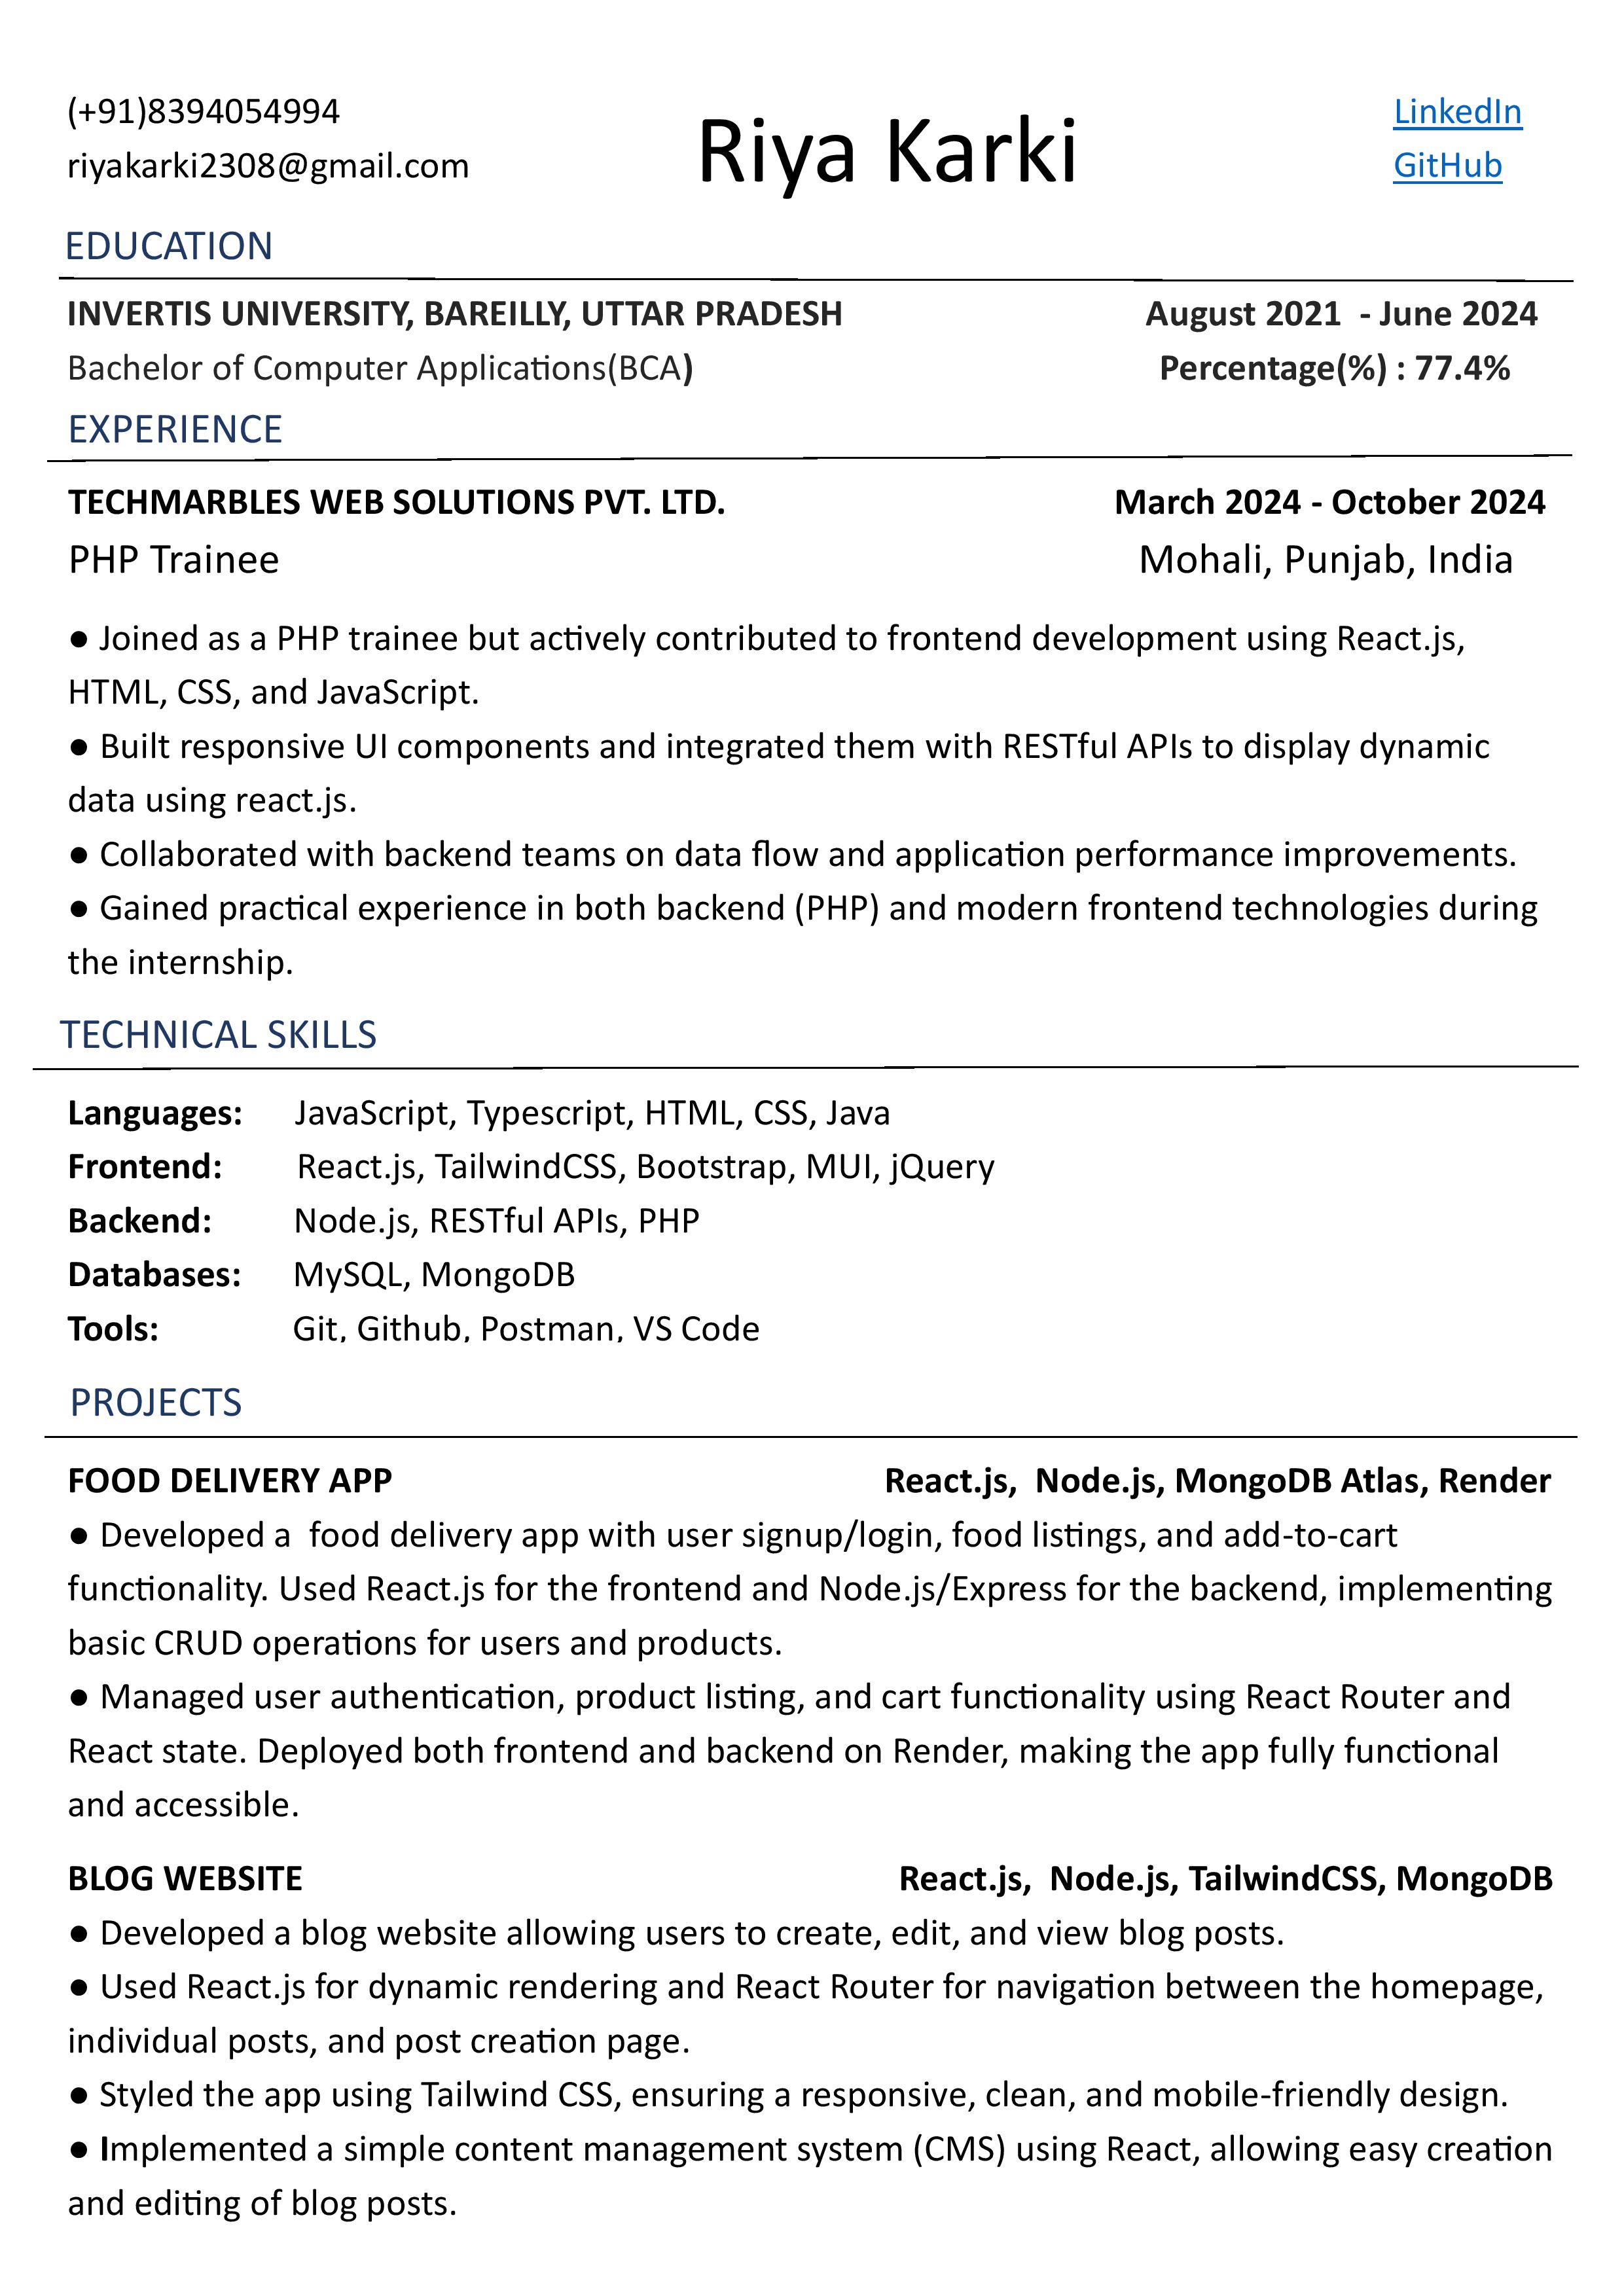 (+91)8394054994
riyakarki2308@gmail.com
Riya Karki
LinkedIn
GitHub
EDUCATION
INVERTIS UNIVERSITY, BAREILLY, UTTAR PRADESH August 2021  - June 2024
Bachelor of Computer Applications(BCA) Percentage(%) : 77.4%
EXPERIENCE
TECHMARBLES WEB SOLUTIONS PVT. LTD. March 2024 - October 2024
PHP Trainee Mohali, Punjab, India
● Joined as a PHP trainee but actively contributed to frontend development using React.js,
HTML, CSS, and JavaScript.
● Built responsive UI components and integrated them with RESTful APIs to display dynamic
data using react.js.
● Collaborated with backend teams on data flow and application performance improvements.
● Gained practical experience in both backend (PHP) and modern frontend technologies during
the internship.
TECHNICAL SKILLS
Languages: JavaScript, Typescript, HTML, CSS, Java
Frontend: React.js, TailwindCSS, Bootstrap, MUI, jQuery
Backend: Node.js, RESTful APIs, PHP
Databases: MySQL, MongoDB
Tools: Git, Github, Postman, VS Code
PROJECTS
FOOD DELIVERY APP React.js,  Node.js, MongoDB Atlas, Render
● Developed a  food delivery app with user signup/login, food listings, and add-to-cart
functionality. Used React.js for the frontend and Node.js/Express for the backend, implementing
basic CRUD operations for users and products.
● Managed user authentication, product listing, and cart functionality using React Router and
React state. Deployed both frontend and backend on Render, making the app fully functional
and accessible.
BLOG WEBSITE React.js,  Node.js, TailwindCSS, MongoDB
● Developed a blog website allowing users to create, edit, and view blog posts.
● Used React.js for dynamic rendering and React Router for navigation between the homepage,
individual posts, and post creation page.
● Styled the app using Tailwind CSS, ensuring a responsive, clean, and mobile-friendly design.
● Implemented a simple content management system (CMS) using React, allowing easy creation
and editing of blog posts.